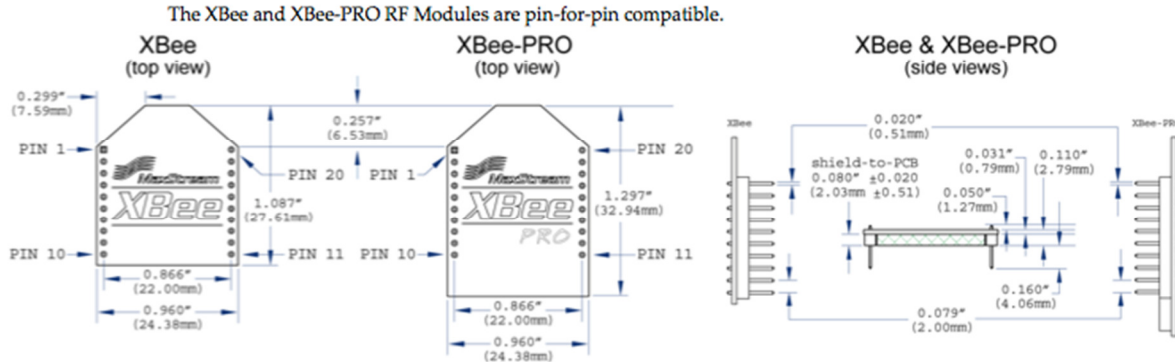 The XBee and XBee-PRO RF Modules are pin-for-pin compatible.
XBee
(top view)
0.299"
(7.59mm)
PIN 1
PIN 10
MaxStream
XBee
PIN 20
PIN 11
1.087"
(27.61mm)
0.866"
(22.00mm)
0.960"
(24.38mm)
0.257"
(6.53mm)
XBee-PRO
(top view)
PIN 1
PIN 10
MaxStream
XBee
PRO
PIN 20
PIN 11
1.297"
(32.94mm)
0.866"
(22.00mm)
0.960"
(24.38mm)
XBee & XBee-PRO
(side views)
XBee
XBee-PR
0.020"
(0.51mm)
shield-to-PCB
0.080" ±0.020
(2.03mm ±0.51)
0.031"
(0.79mm)
0.110"
(2.79mm)
0.050"
(1.27mm)
0.160"
(4.06mm)
0.079"
(2.00mm)